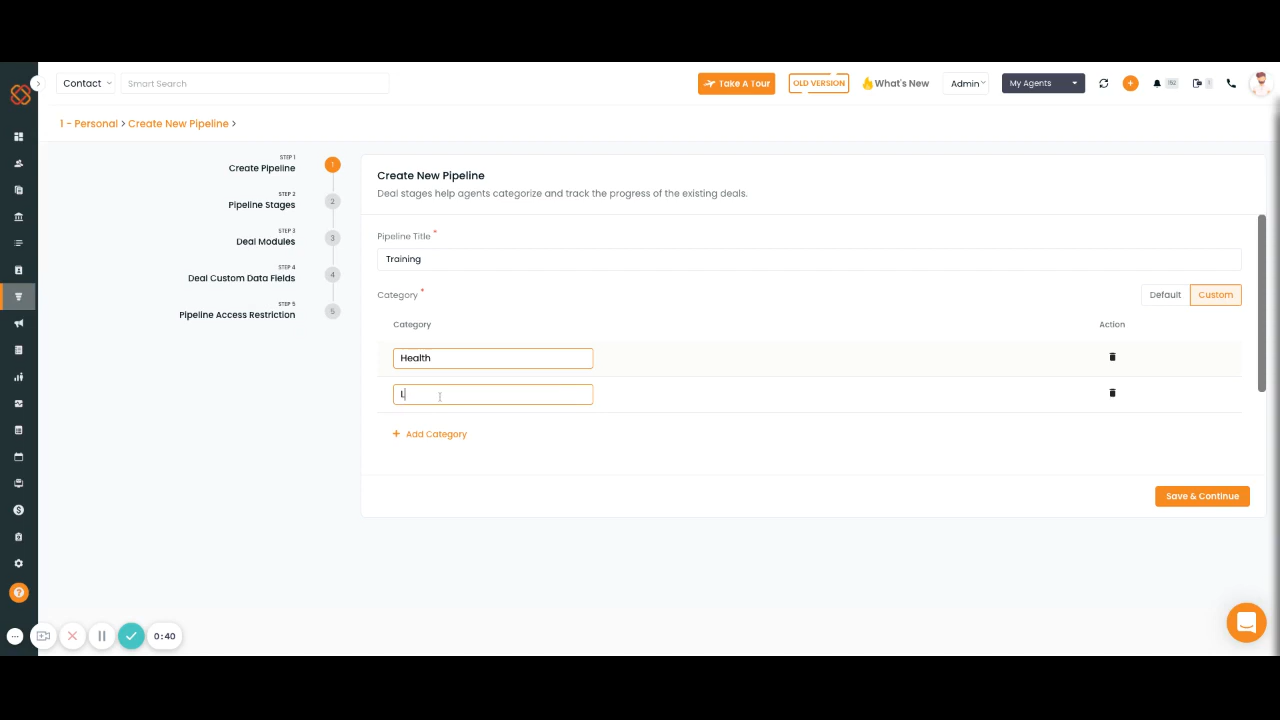 Contact
Smart Search
Take A Tour
OLD VERSION
What's New
Admin
My Agents
162
1
1 - Personal > Create New Pipeline >
STEP 1
Create Pipeline
1
STEP 2
Pipeline Stages
2
STEP 3
Deal Modules
3
STEP 4
Deal Custom Data Fields
4
STEP 5
Pipeline Access Restriction
5
Create New Pipeline
Deal stages help agents categorize and track the progress of the existing deals.
Pipeline Title *
Training
Category *
Default
Custom
Category
Action
Health
L
+ Add Category
Save & Continue
0:40